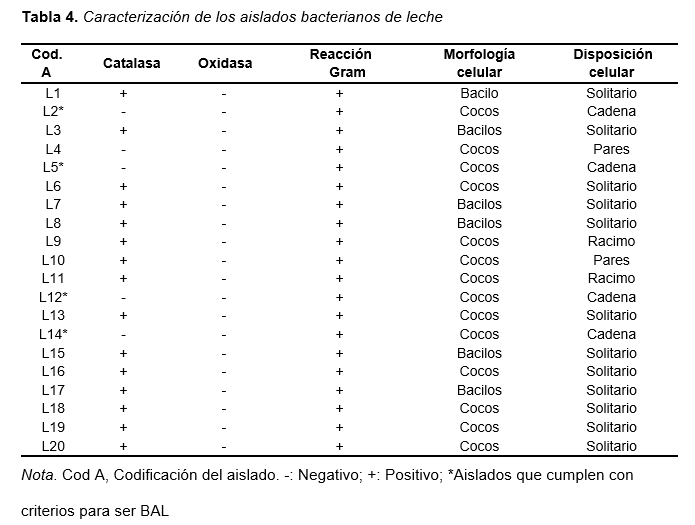 Tabla 4. Caracterización de los aislados bacterianos de leche
Cod. A Catalasa Oxidasa Reacción Gram Morfología celular Disposición celular
L1 + - + Bacilo Solitario
L2* - - + Cocos Cadena
L3 + - + Bacilos Solitario
L4 - - + Cocos Pares
L5* - - + Cocos Cadena
L6 + - + Cocos Solitario
L7 + - + Bacilos Solitario
L8 + - + Bacilos Solitario
L9 + - + Cocos Racimo
L10 + - + Cocos Pares
L11 + - + Cocos Racimo
L12* - - + Cocos Cadena
L13 + - + Cocos Solitario
L14* - - + Cocos Cadena
L15 + - + Bacilos Solitario
L16 + - + Cocos Solitario
L17 + - + Bacilos Solitario
L18 + - + Cocos Solitario
L19 + - + Cocos Solitario
L20 + - + Cocos Solitario
Nota. Cod A, Codificación del aislado. -: Negativo; +: Positivo; *Aislados que cumplen con
criterios para ser BAL